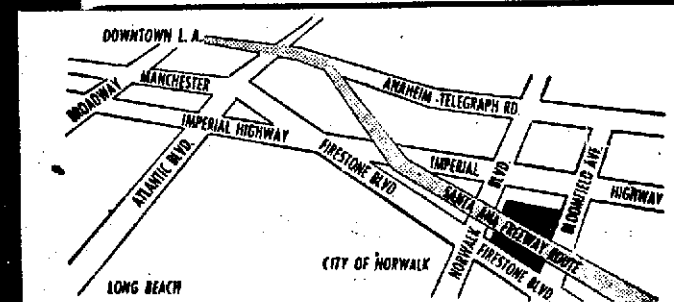 DOWNTOWN L. A.
BROADWAY
MANCHESTER
ANAHEIM-TELEGRAPH RD.
IMPERIAL HIGHWAY
ATLANTIC BLVD.
FIRESTONE BLVD.
IMPERIAL
HIGHWAY
NORWALK BLVD.
BLOOMFIELD AVE.
SANTA ANA FREEWAY ROUTE
FIRESTONE BLVD.
CITY OF NORWALK
LONG BEACH